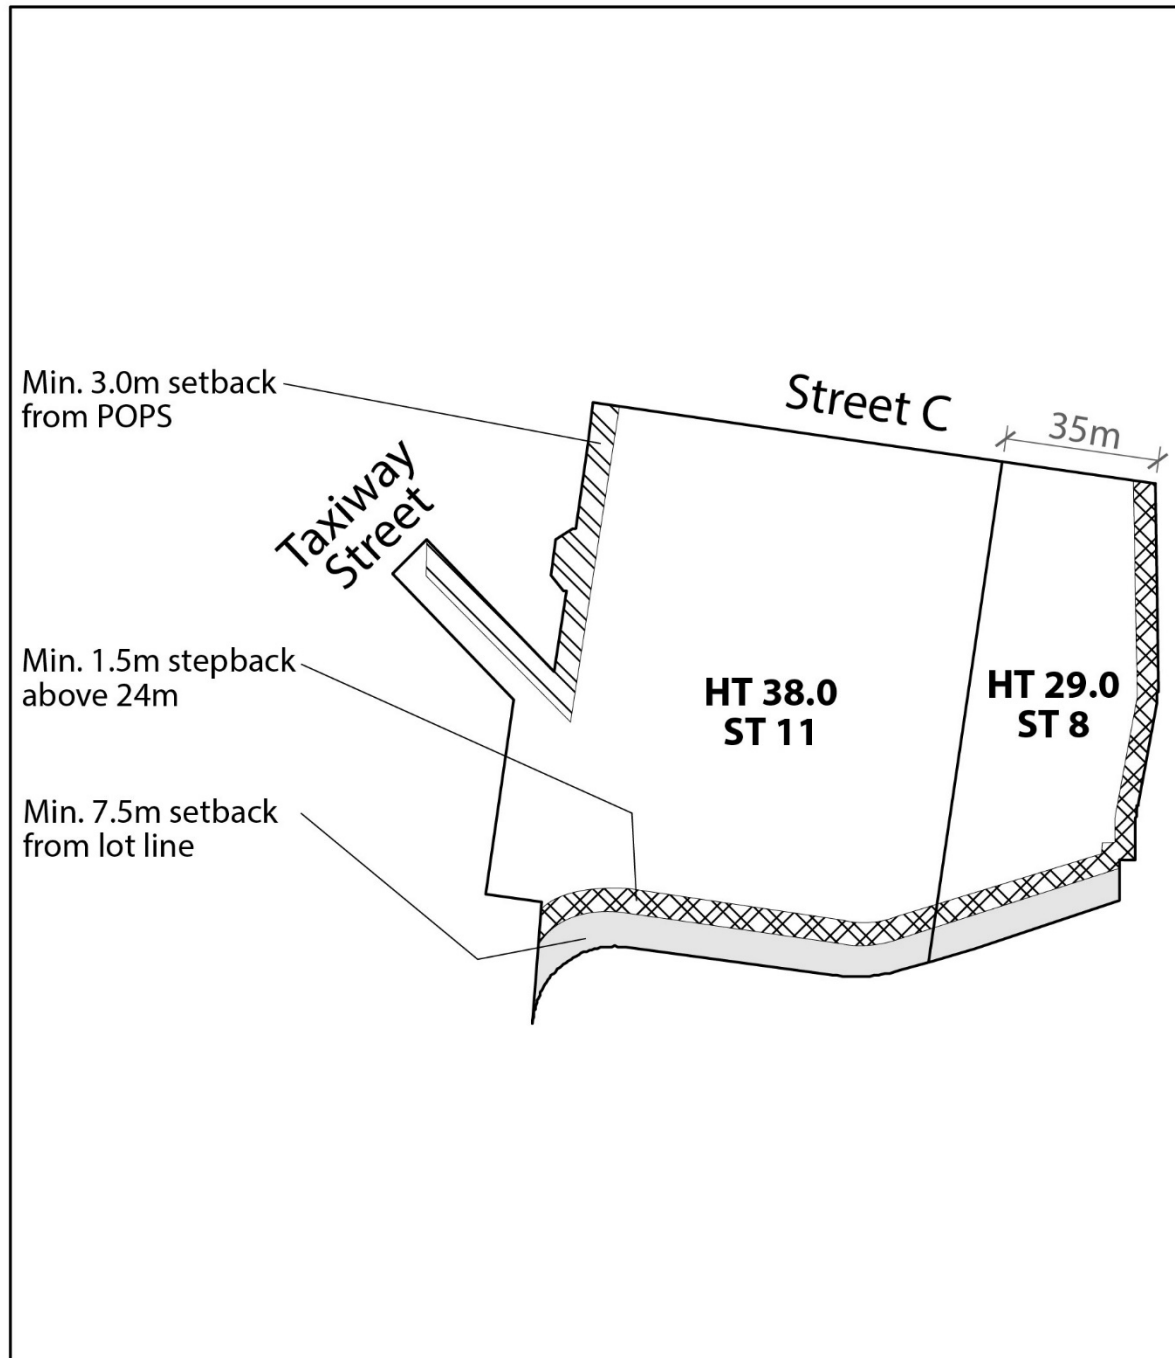 Min. 3.0m setback
from POPS
Street C
35m
Taxiway
Street
Min. 1.5m stepback
above 24m
HT 38.0
ST 11
HT 29.0
ST 8
Min. 7.5m setback
from lot line